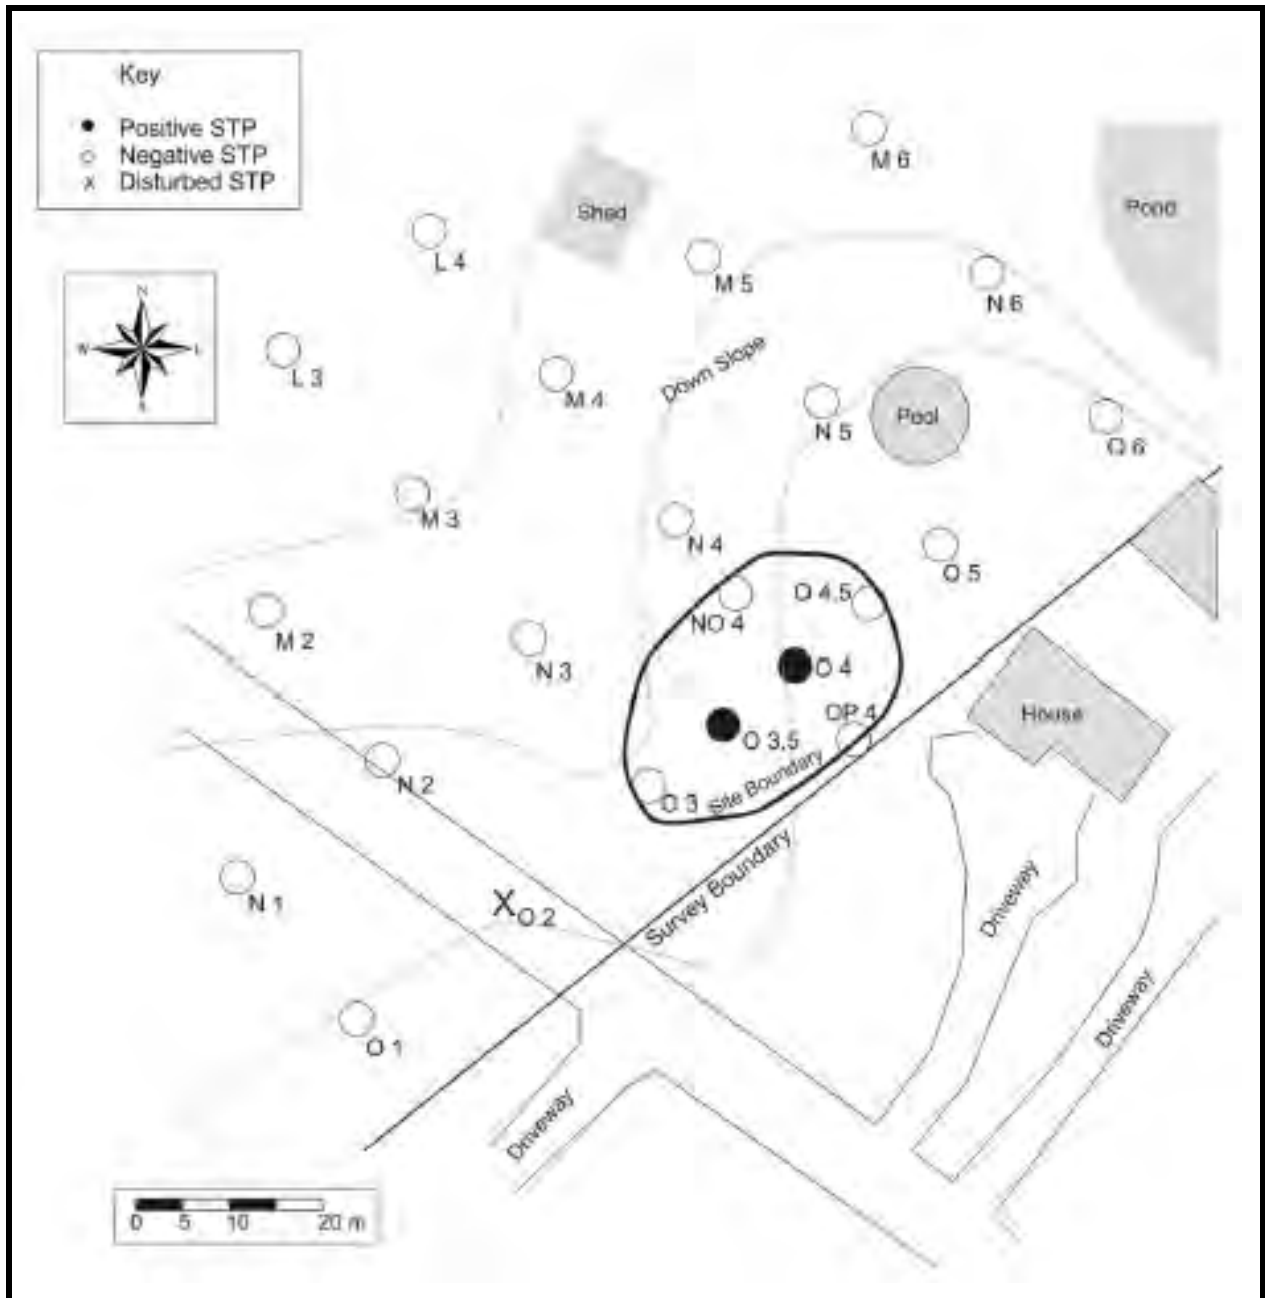 Key
Positive STP
Negative STP
x Disturbed STP
M 6
Shed
Pond
L 4
M 5
N 6
N
W E
S
L 3
M 4
Down Slope
N 5
Pool
O 6
M 3
N 4
O 5
M 2
N 3
NO 4
O 4.5
O 4
OP 4
O 3.5
House
N 2
O 3
Site Boundary
N 1
X O 2
Survey Boundary
Driveway
Driveway
O 1
Driveway
0 5 10 20 m